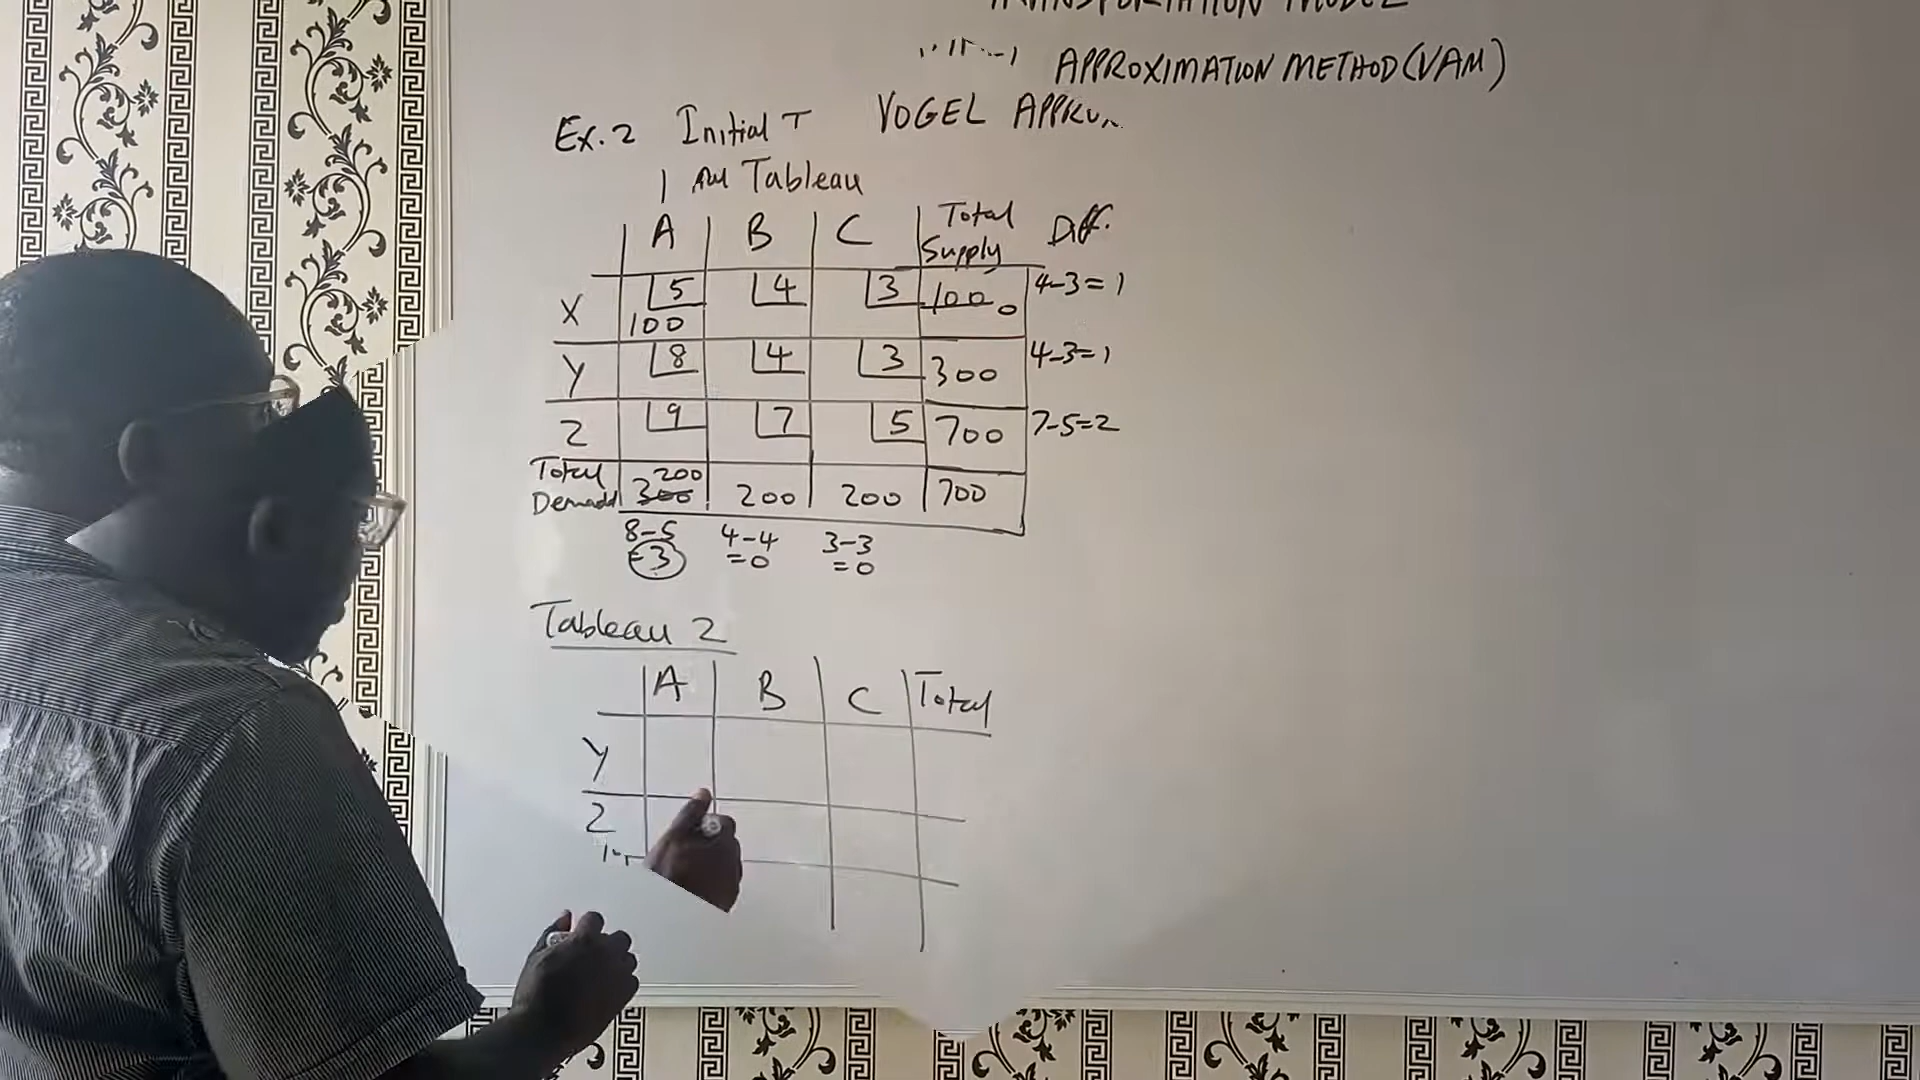 APPROXIMATION METHOD (VAM)
Ex. 2 Initial T VOGEL
Tableau
A B C Total Supply Diff.
X 5 4 3 100 0 4-3=1
100
Y 8 4 3 300 4-3=1
Z 9 7 5 700 7-5=2
Total Demadd 300 200 200 200 700
8-5 4-4 3-3
=3 =0 =0
Tableau 2
A B C Total
Y
Z